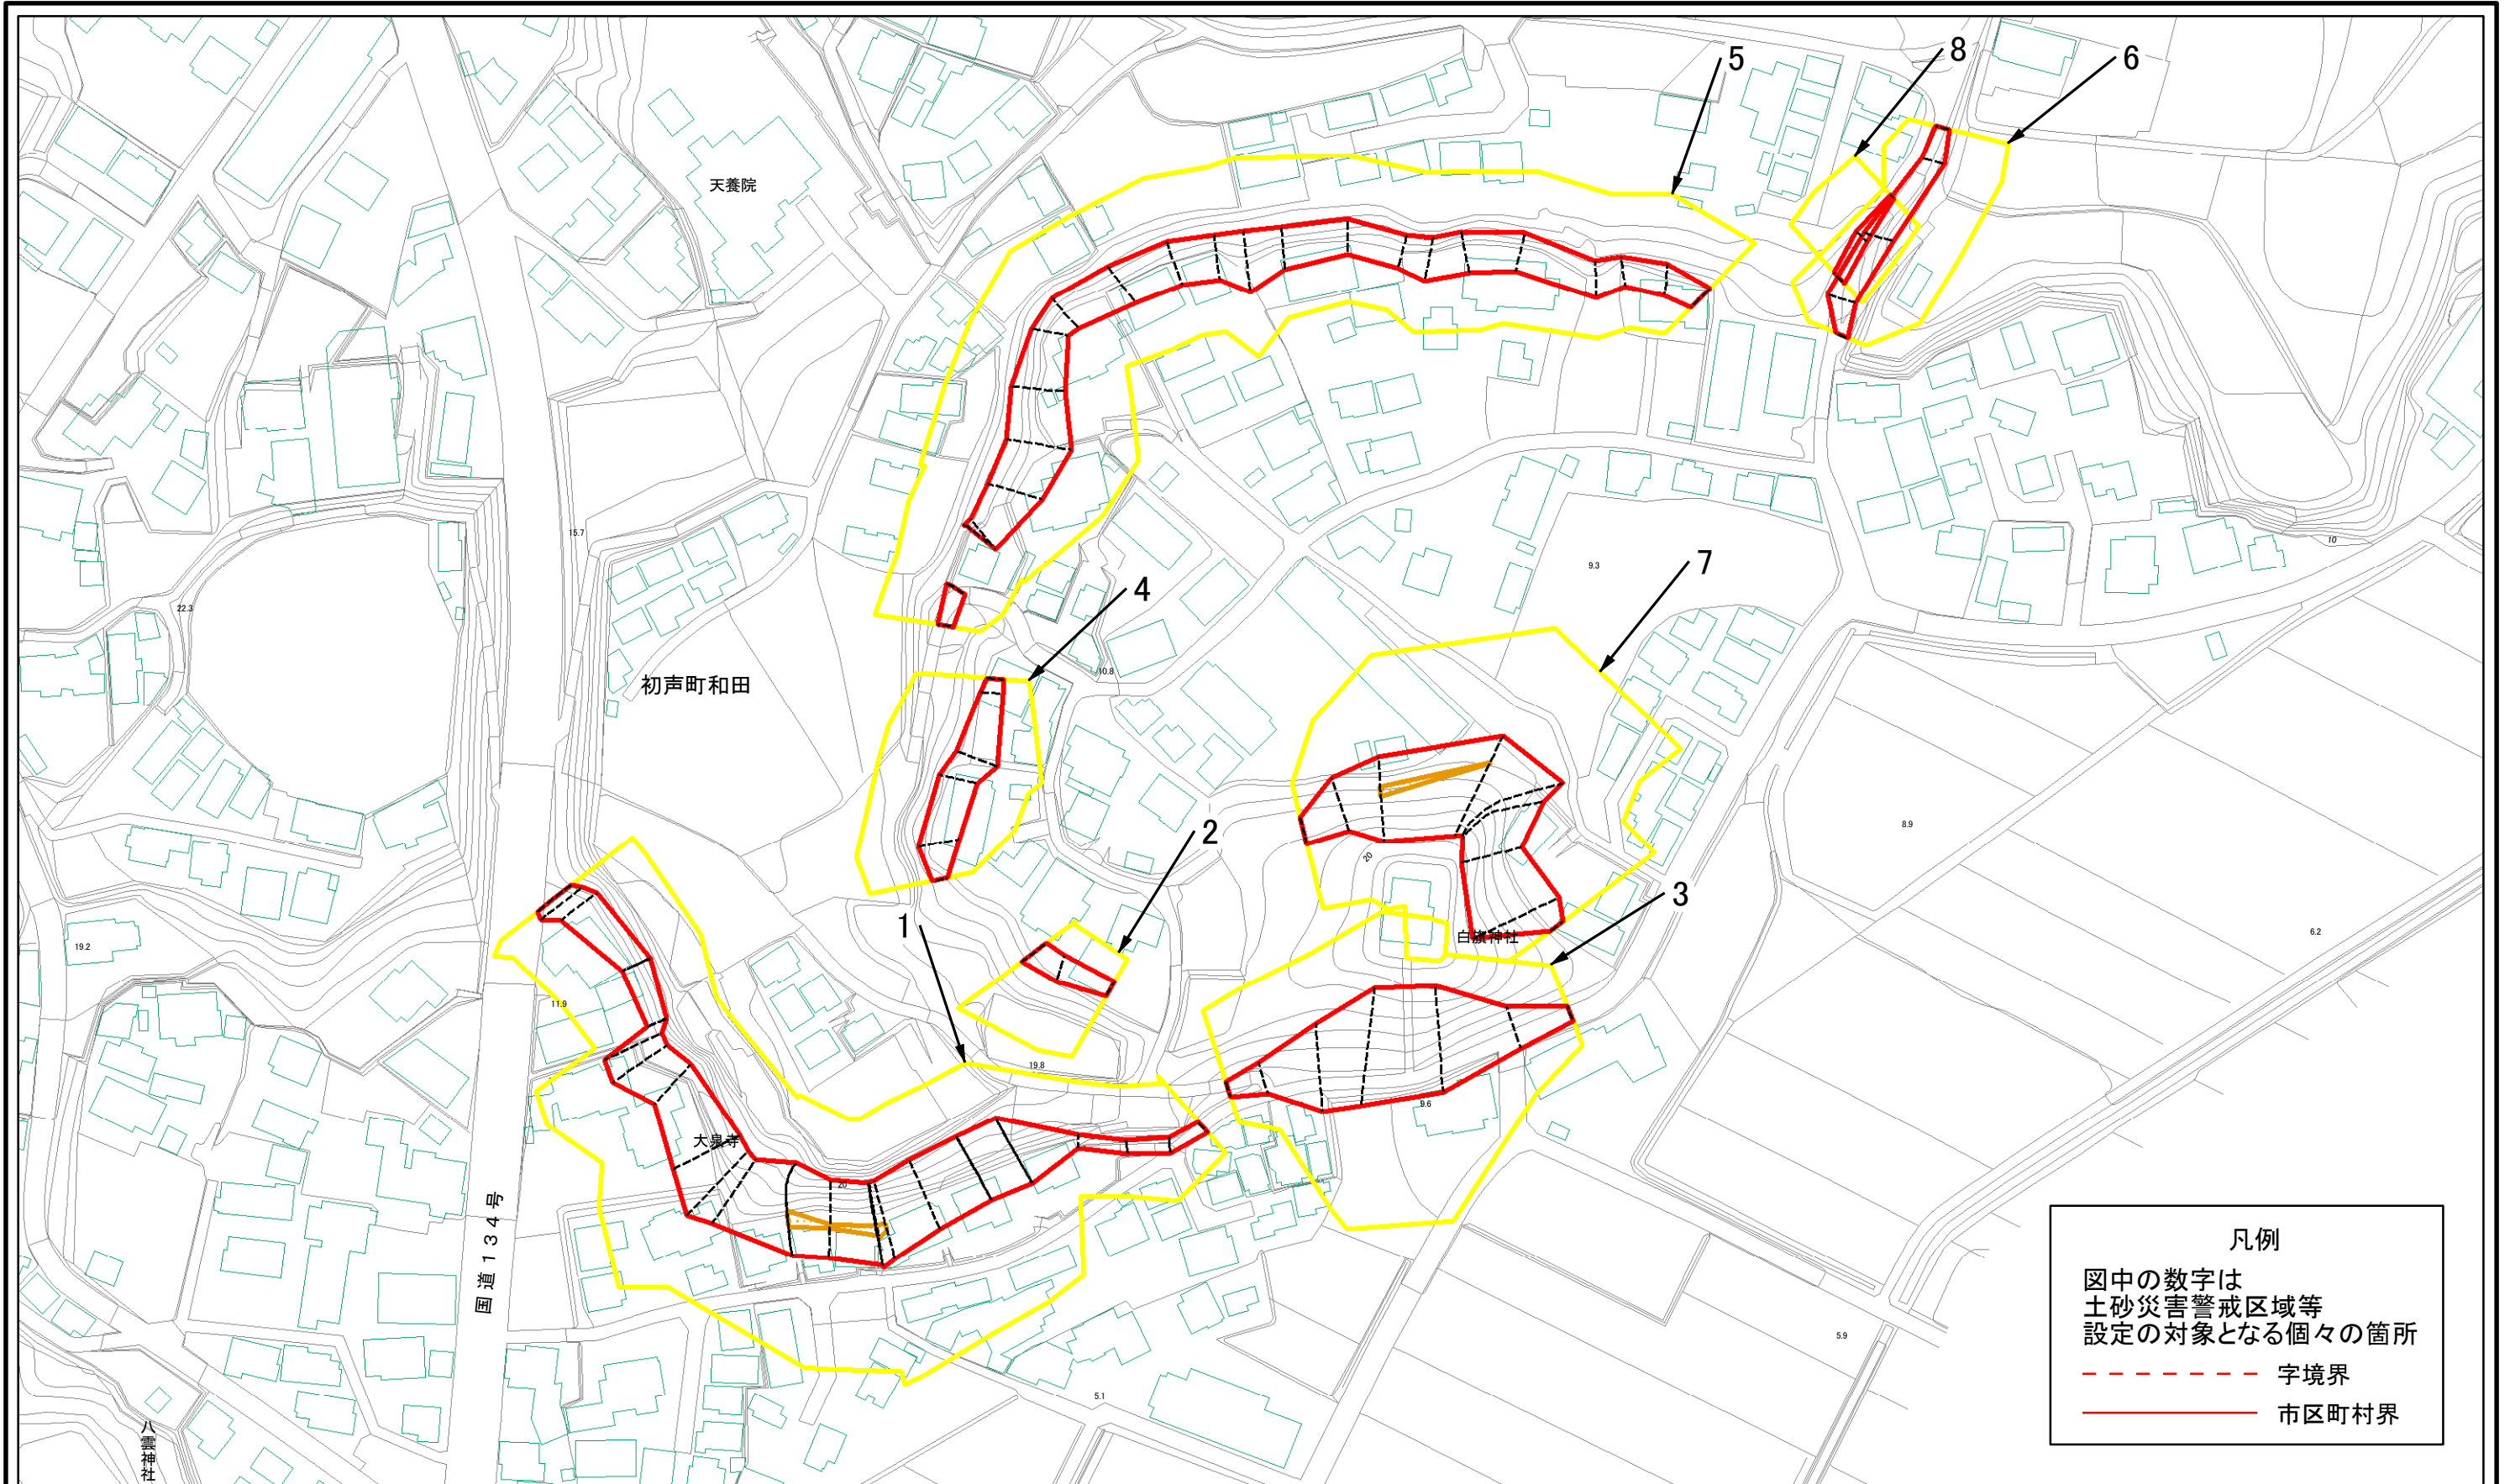 5
8
6
天養院
15.7
9.3
10
7
22.3
4
10.8
初声町和田
2
8.9
20
1
3
白旗神社
19.2
6.2
11.9
19.8
9.6
大泉寺
20
国道134号
5.9
5.1
八雲神社
凡例
図中の数字は
土砂災害警戒区域等
設定の対象となる個々の箇所
字境界
市区町村界